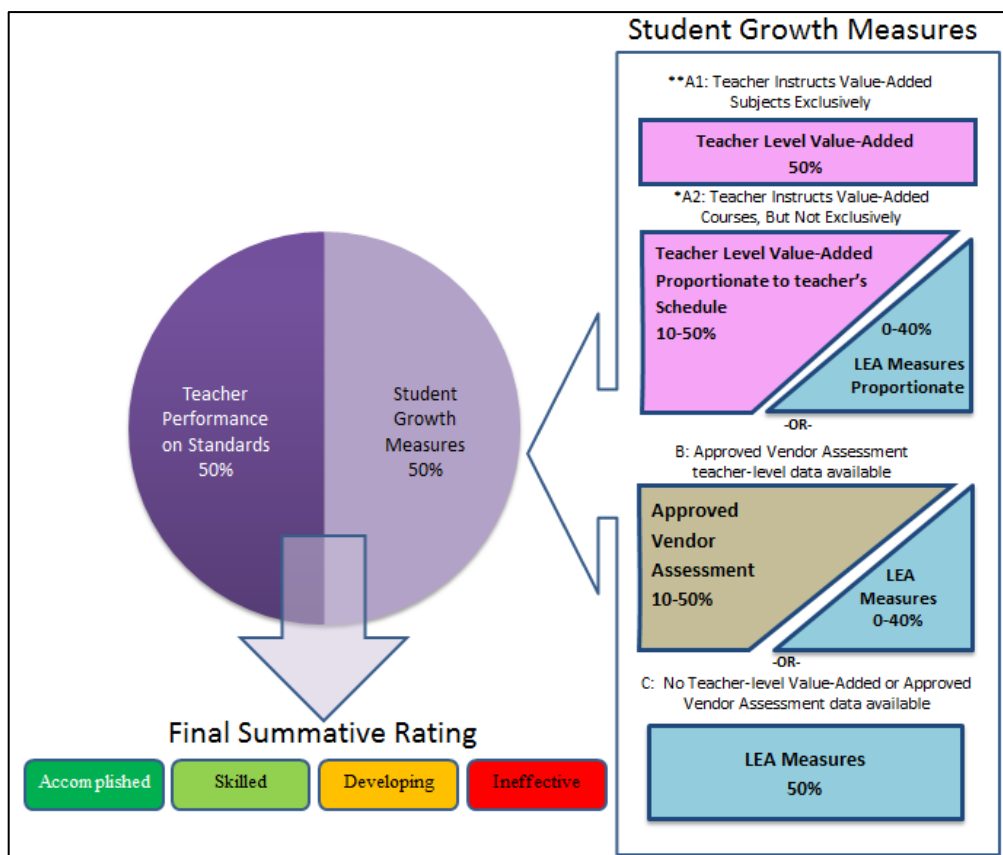 Student Growth Measures
**A1: Teacher Instructs Value-Added
Subjects Exclusively
Teacher Level Value-Added
50%
*A2: Teacher Instructs Value-Added
Courses, But Not Exclusively
Teacher Level Value-Added
Proportionate to teacher's
Schedule
10-50%
0-40%
LEA Measures
Proportionate
-OR-
B: Approved Vendor Assessment
teacher-level data available
Approved
Vendor
Assessment
10-50%
LEA
Measures
0-40%
-OR-
C: No Teacher-level Value-Added or Approved
Vendor Assessment data available
LEA Measures
50%
Teacher
Performance
on Standards
50%
Student
Growth
Measures
50%
Final Summative Rating
Accomplished
Skilled
Developing
Ineffective